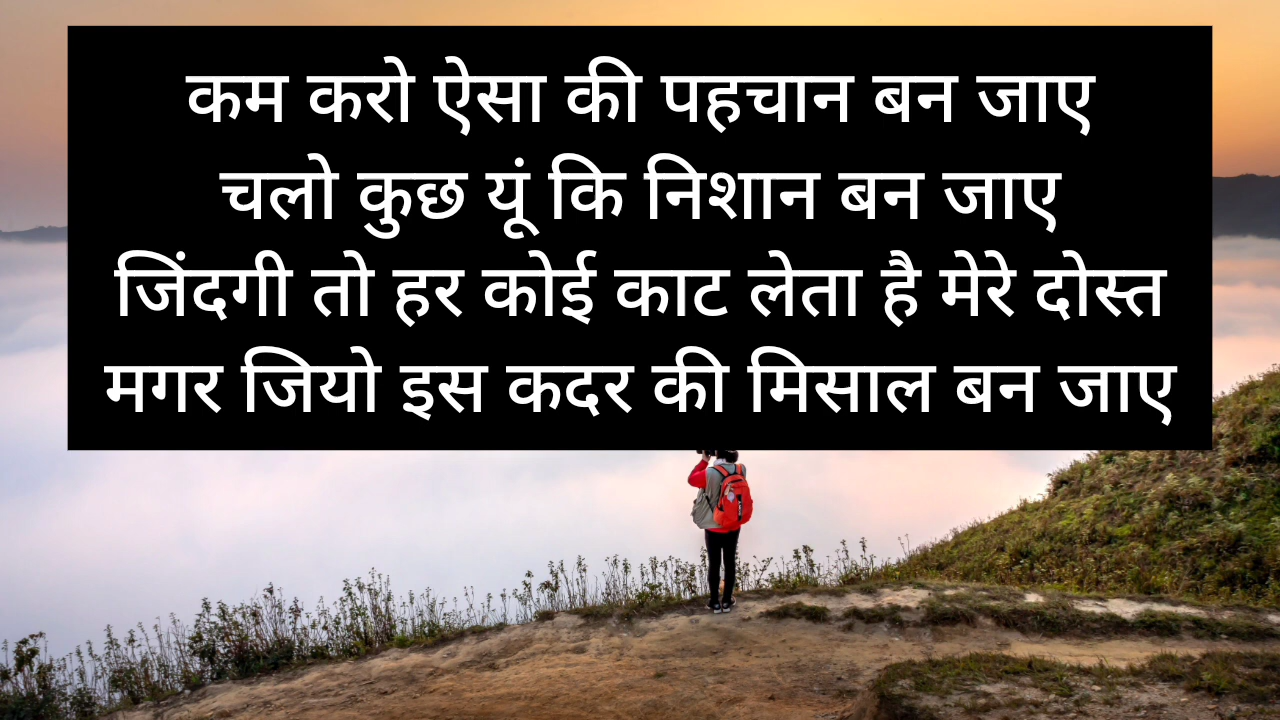 कम करो ऐसा की पहचान बन जाए
चलो कुछ यूं कि निशान बन जाए
जिंदगी तो हर कोई काट लेता है मेरे दोस्त
मगर जियो इस कदर की मिसाल बन जाए